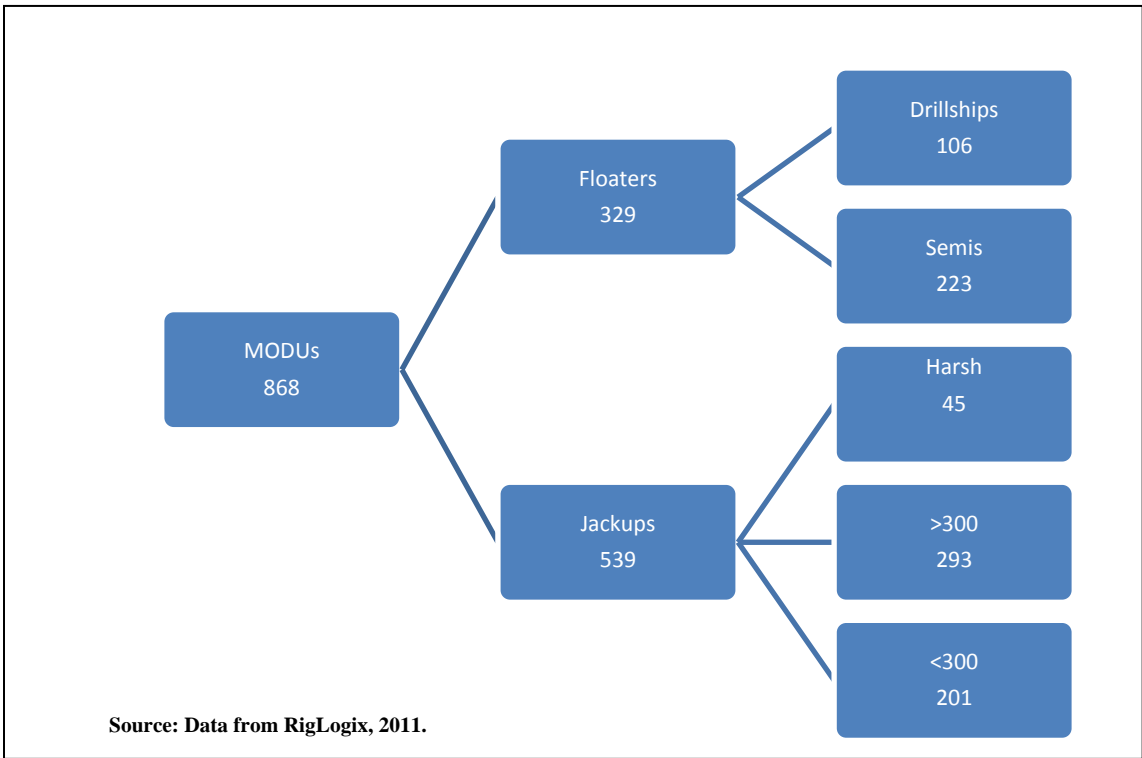 MODUs
868
Floaters
329
Jackups
539
Drillships
106
Semis
223
Harsh
45
>300
293
<300
201
Source: Data from RigLogix, 2011.